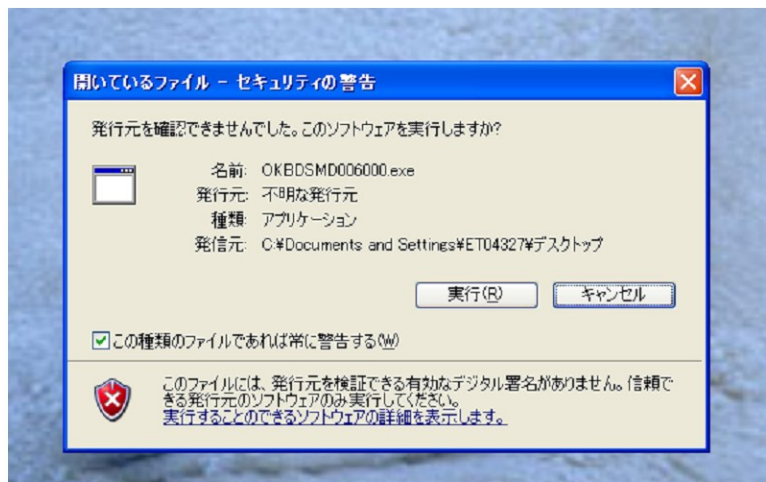 開いているファイル - セキュリティの警告
発行元を確認できませんでした。このソフトウェアを実行しますか?
名前: OKBDSMD006000.exe
発行元: 不明な発行元
種類: アプリケーション
発信元: C:¥Documents and Settings¥ET04327¥デスクトップ
実行(R)
キャンセル
この種類のファイルであれば常に警告する(W)
このファイルには、発行元を検証できる有効なデジタル署名がありません。信頼で
きる発行元のソフトウェアのみ実行してください。
実行することのできるソフトウェアの詳細を表示します。